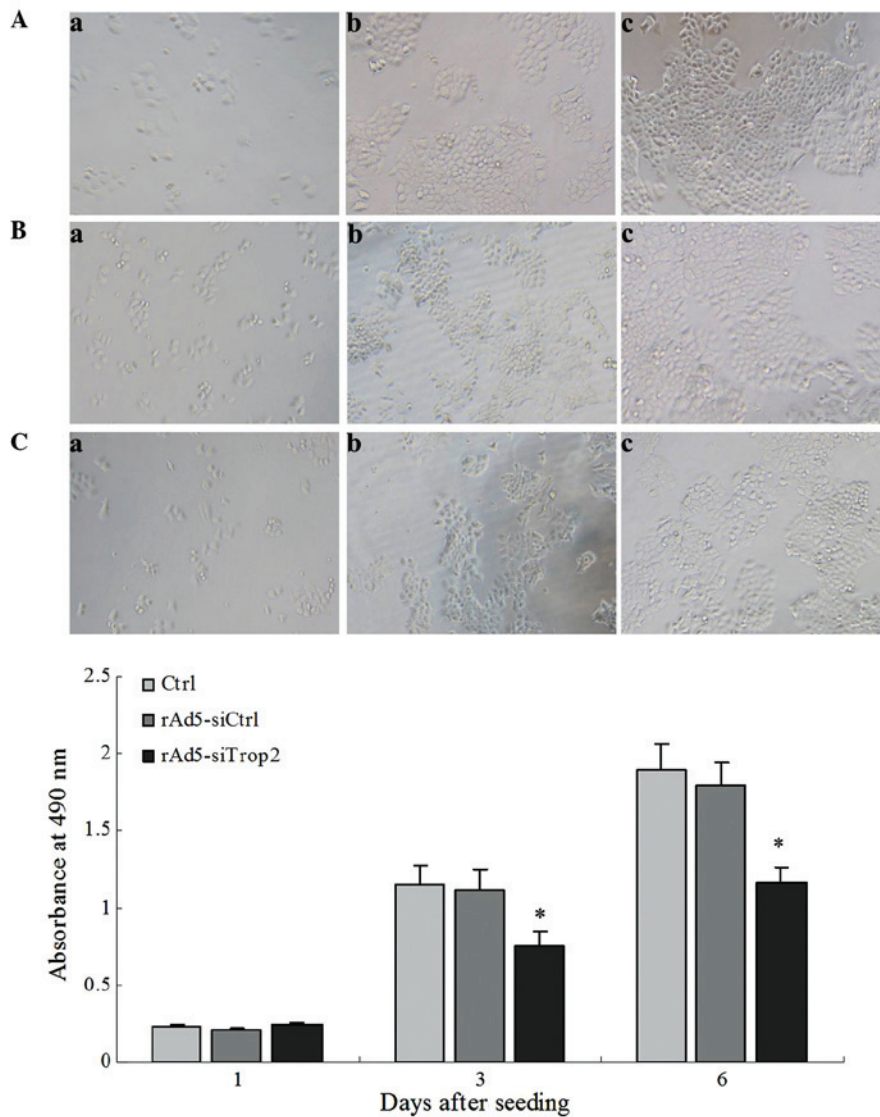 A
a
b
c
B
a
b
c
C
a
b
c
2.5
2
1.5
1
0.5
0
Absorbance at 490 nm
Ctrl
rAd5-siCtrl
rAd5-siTrop2
*
*
1
3
6
Days after seeding